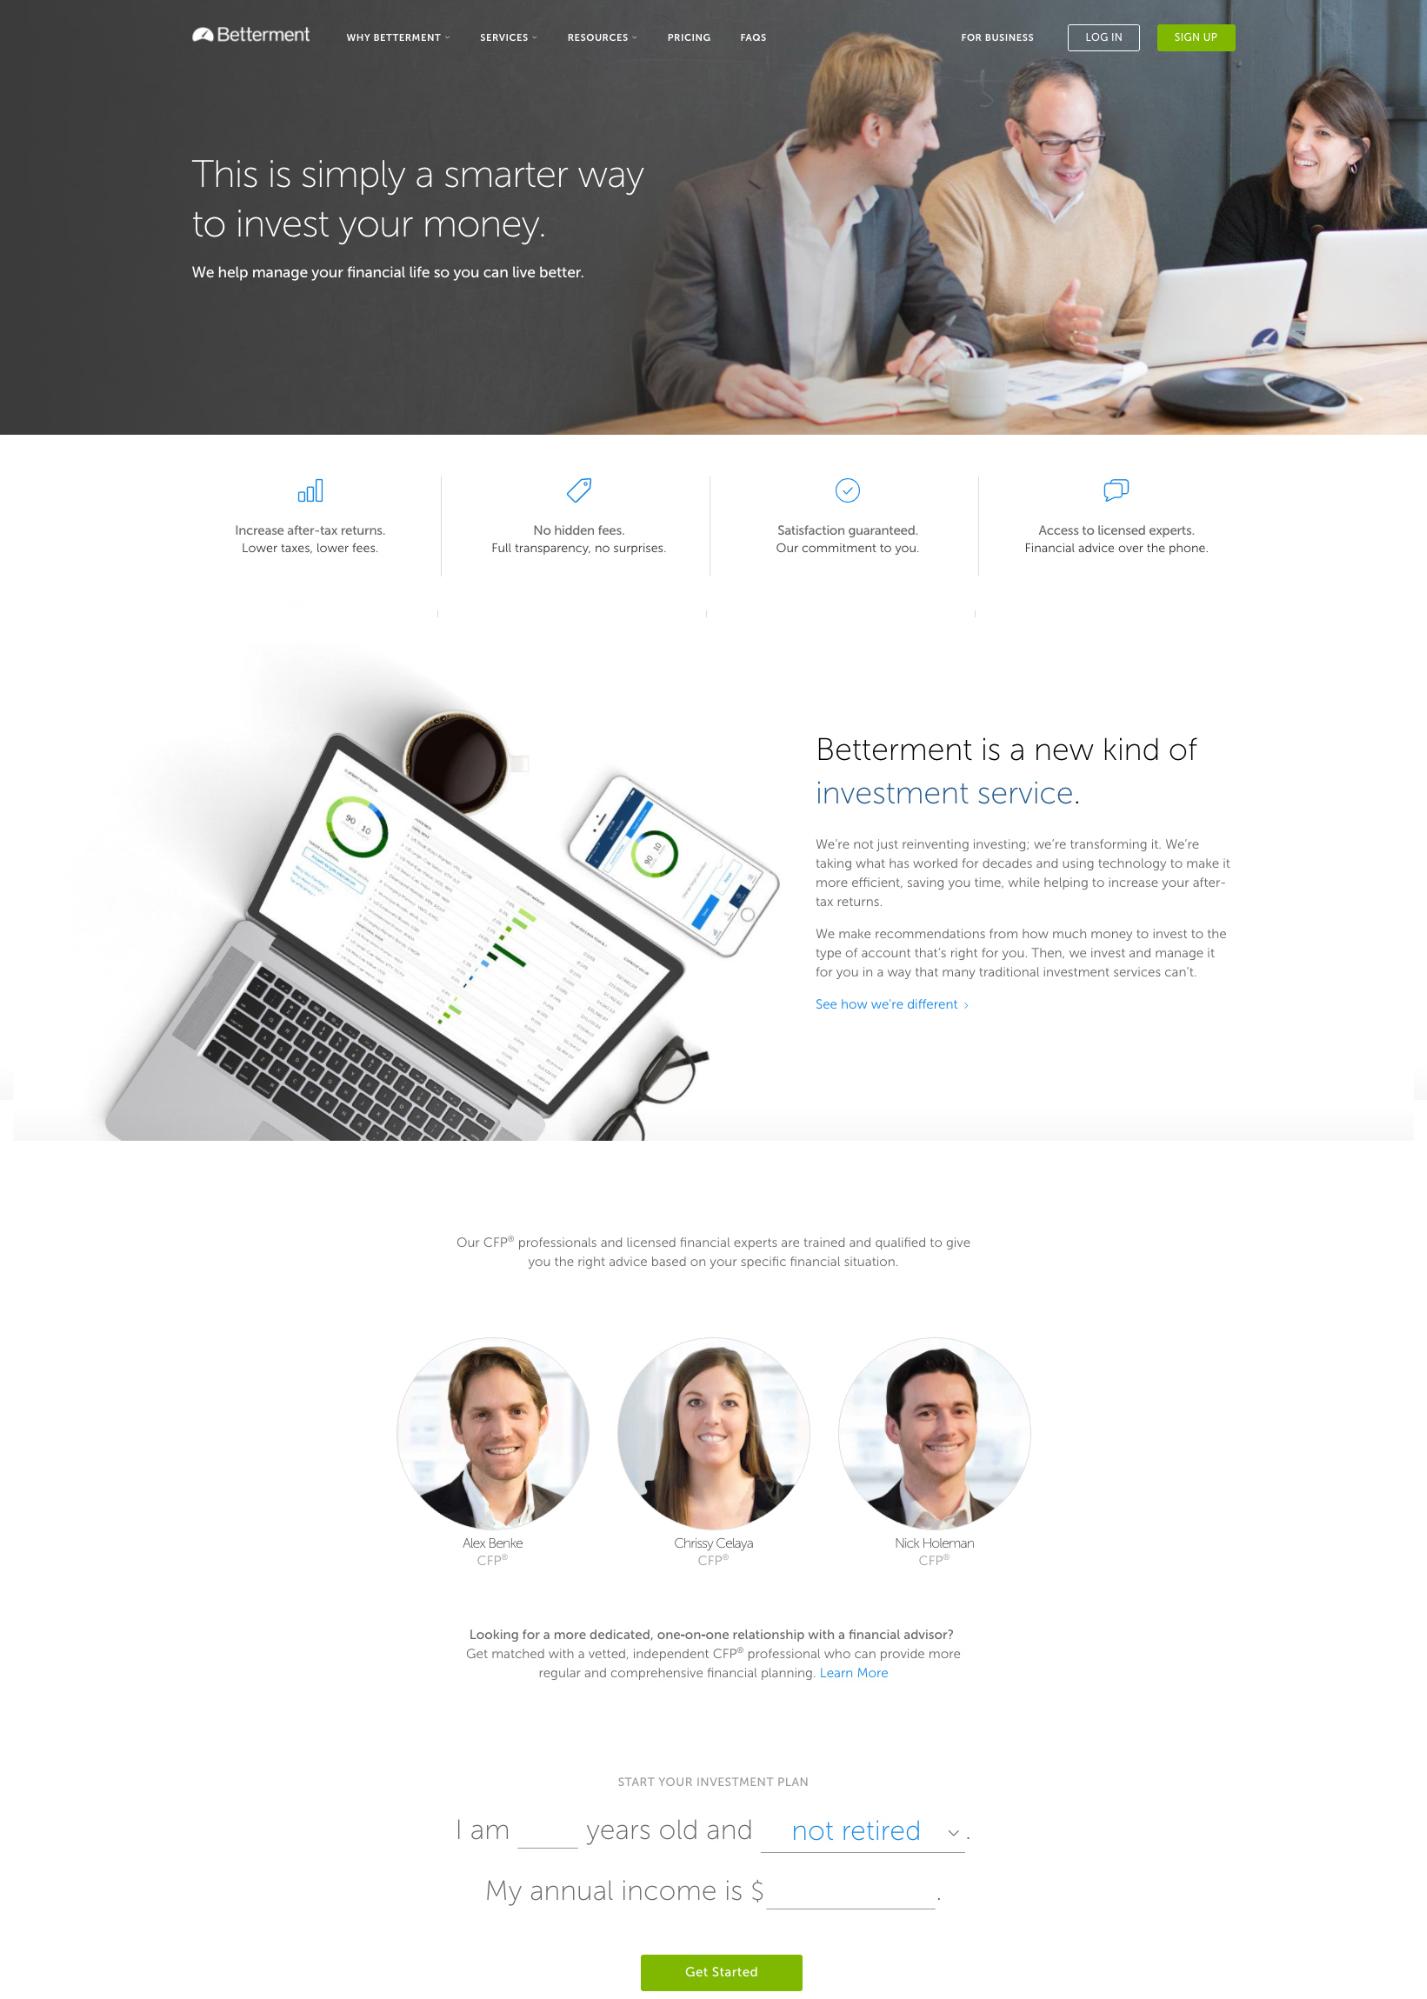 Betterment
WHY BETTERMENT
SERVICES
RESOURCES
PRICING
FAQS
FOR BUSINESS
LOG IN
SIGN UP
This is simply a smarter way
to invest your money.
We help manage your financial life so you can live better.
Increase after-tax returns.
Lower taxes, lower fees.
No hidden fees.
Full transparency, no surprises.
Satisfaction guaranteed.
Our commitment to you.
Access to licensed experts.
Financial advice over the phone.
90 10
90 10
Betterment is a new kind of
investment service.
We're not just reinventing investing; we're transforming it. We're
taking what has worked for decades and using technology to make it
more efficient, saving you time, while helping to increase your after-
tax returns.
We make recommendations from how much money to invest to the
type of account that's right for you. Then, we invest and manage it
for you in a way that many traditional investment services can't.
See how we're different ›
Our CFP® professionals and licensed financial experts are trained and qualified to give
you the right advice based on your specific financial situation.
Alex Benke
CFP®
Chrissy Celaya
CFP®
Nick Holeman
CFP®
Looking for a more dedicated, one-on-one relationship with a financial advisor?
Get matched with a vetted, independent CFP® professional who can provide more
regular and comprehensive financial planning. Learn More
START YOUR INVESTMENT PLAN
I am ____ years old and not retired.
My annual income is $ ____.
Get Started